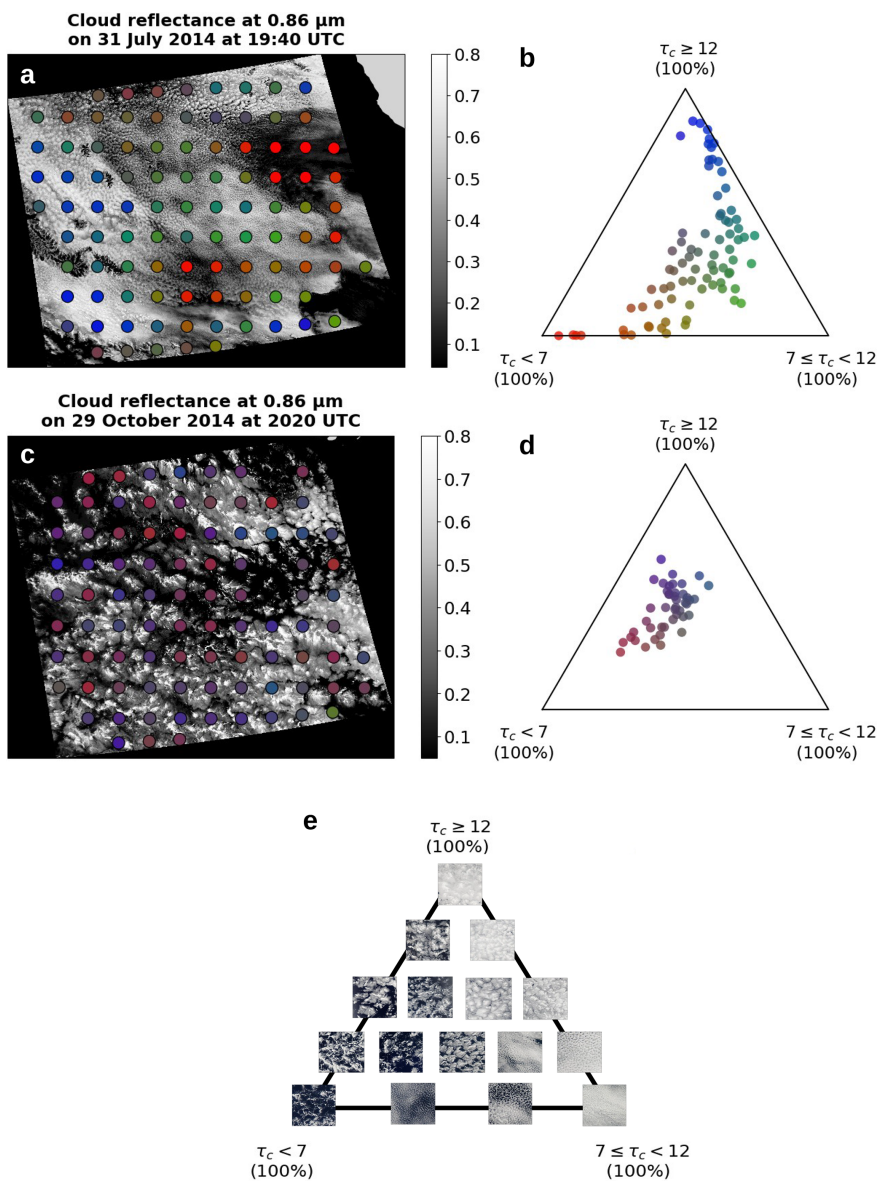 Cloud reflectance at 0.86 µm
on 31 July 2014 at 19:40 UTC
a
0.8
0.7
0.6
0.5
0.4
0.3
0.2
0.1
b
τc ≥ 12
(100%)
τc < 7
(100%)
7 ≤ τc < 12
(100%)
Cloud reflectance at 0.86 µm
on 29 October 2014 at 2020 UTC
c
0.8
0.7
0.6
0.5
0.4
0.3
0.2
0.1
d
τc ≥ 12
(100%)
τc < 7
(100%)
7 ≤ τc < 12
(100%)
e
τc ≥ 12
(100%)
τc < 7
(100%)
7 ≤ τc < 12
(100%)